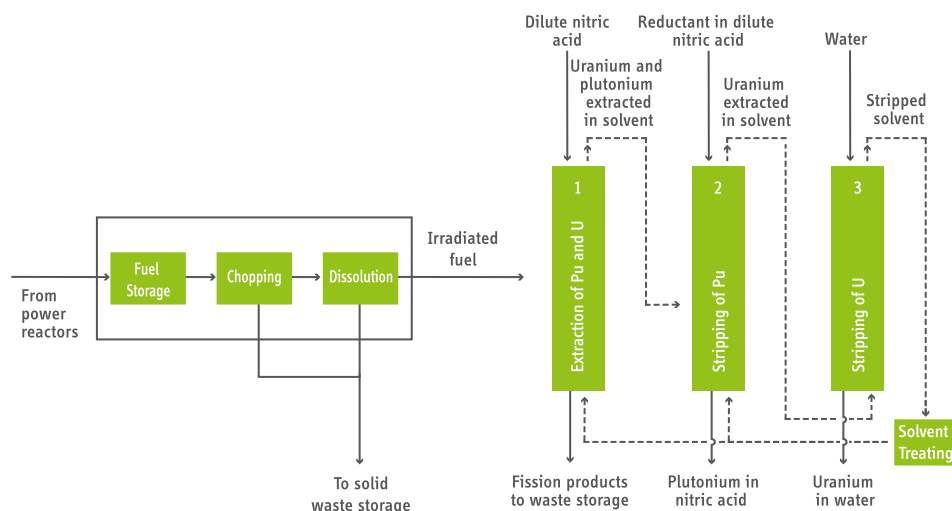 Dilute nitric
acid
Reductant in dilute
nitric acid
Water
Uranium and
plutonium
extracted
in solvent
Uranium
extracted
in solvent
Stripped
solvent
1
2
3
Extraction of Pu and U
Stripping of Pu
Stripping of U
Irradiated
fuel
Fuel
Storage
Chopping
Dissolution
From
power
reactors
Solvent
Treating
To solid
waste storage
Fission products
to waste storage
Plutonium in
nitric acid
Uranium
in water